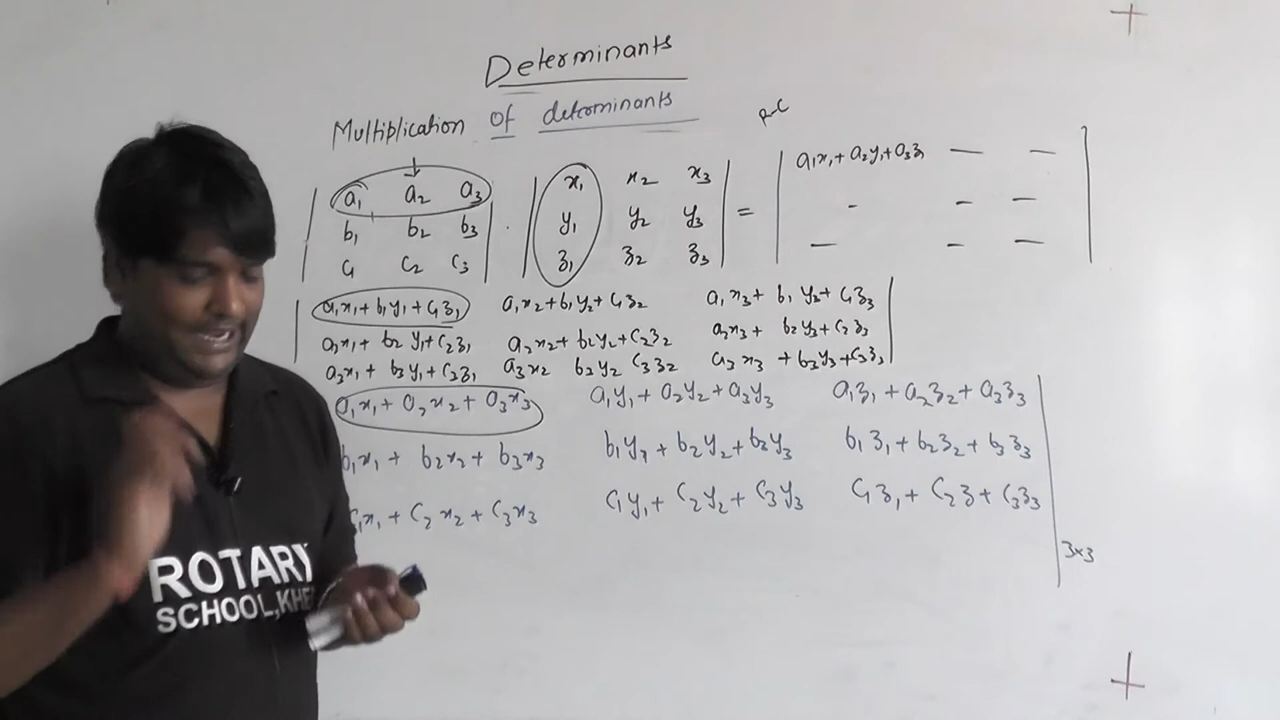 Determinants
Multiplication of determinants
R-C
| a₁ a₂ a₃ | . | x₁ x₂ x₃ | = | a₁x₁ + a₂y₁ + a₃z₁ — — |
| b₁ b₂ b₃ | | y₁ y₂ y₃ | | - - — |
| c₁ c₂ c₃ | | z₁ z₂ z₃ | | — - — |
| a₁x₁ + b₁y₁ + c₁z₁ a₁x₂ + b₁y₂ + c₁z₂ a₁x₃ + b₁y₃ + c₁z₃ |
a₂x₁ + b₂y₁ + c₂z₁ a₂x₂ + b₂y₂ + c₂z₂ a₂x₃ + b₂y₃ + c₂z₃
a₃x₁ + b₃y₁ + c₃z₁ a₃x₂ b₃y₂ c₃z₂ a₃x₃ + b₃y₃ + c₃z₃
a₁x₁ + a₂x₂ + a₃x₃ a₁y₁ + a₂y₂ + a₃y₃ a₁z₁ + a₂z₂ + a₃z₃
b₁x₁ + b₂x₂ + b₃x₃ b₁y₁ + b₂y₂ + b₃y₃ b₁z₁ + b₂z₂ + b₃z₃
c₁x₁ + c₂x₂ + c₃x₃ c₁y₁ + c₂y₂ + c₃y₃ c₁z₁ + c₂z + c₃z₃
3×3
ROTARY
SCHOOL,KHE